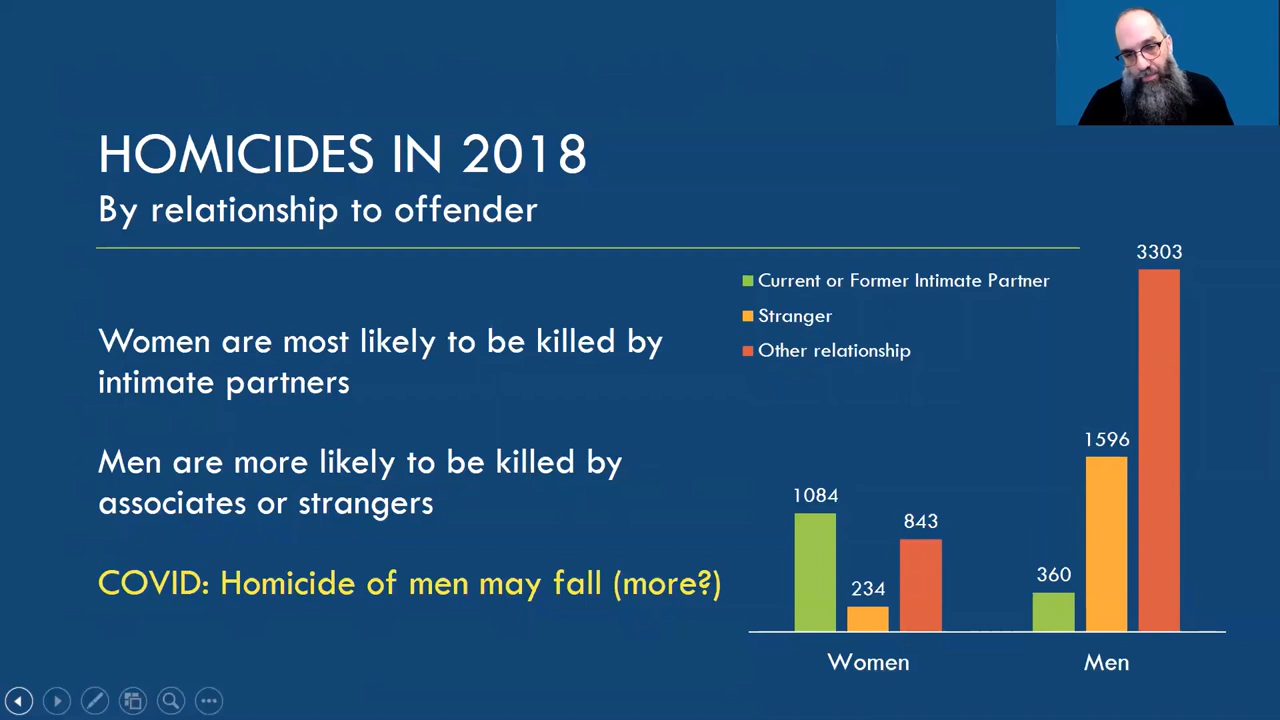 HOMICIDES IN 2018
By relationship to offender
Women are most likely to be killed by
intimate partners
Men are more likely to be killed by
associates or strangers
COVID: Homicide of men may fall (more?)
Current or Former Intimate Partner
Stranger
Other relationship
1084
234
843
360
1596
3303
Women
Men